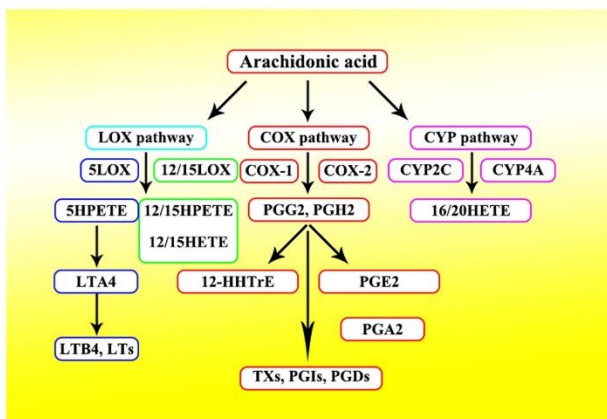 Arachidonic acid
LOX pathway
COX pathway
CYP pathway
5LOX
12/15LOX
COX-1
COX-2
CYP2C
CYP4A
5HPETE
12/15HPETE
12/15HETE
PGG2, PGH2
16/20HETE
LTA4
12-HHTrE
PGE2
PGA2
LTB4, LTs
TXs, PGIs, PGDs